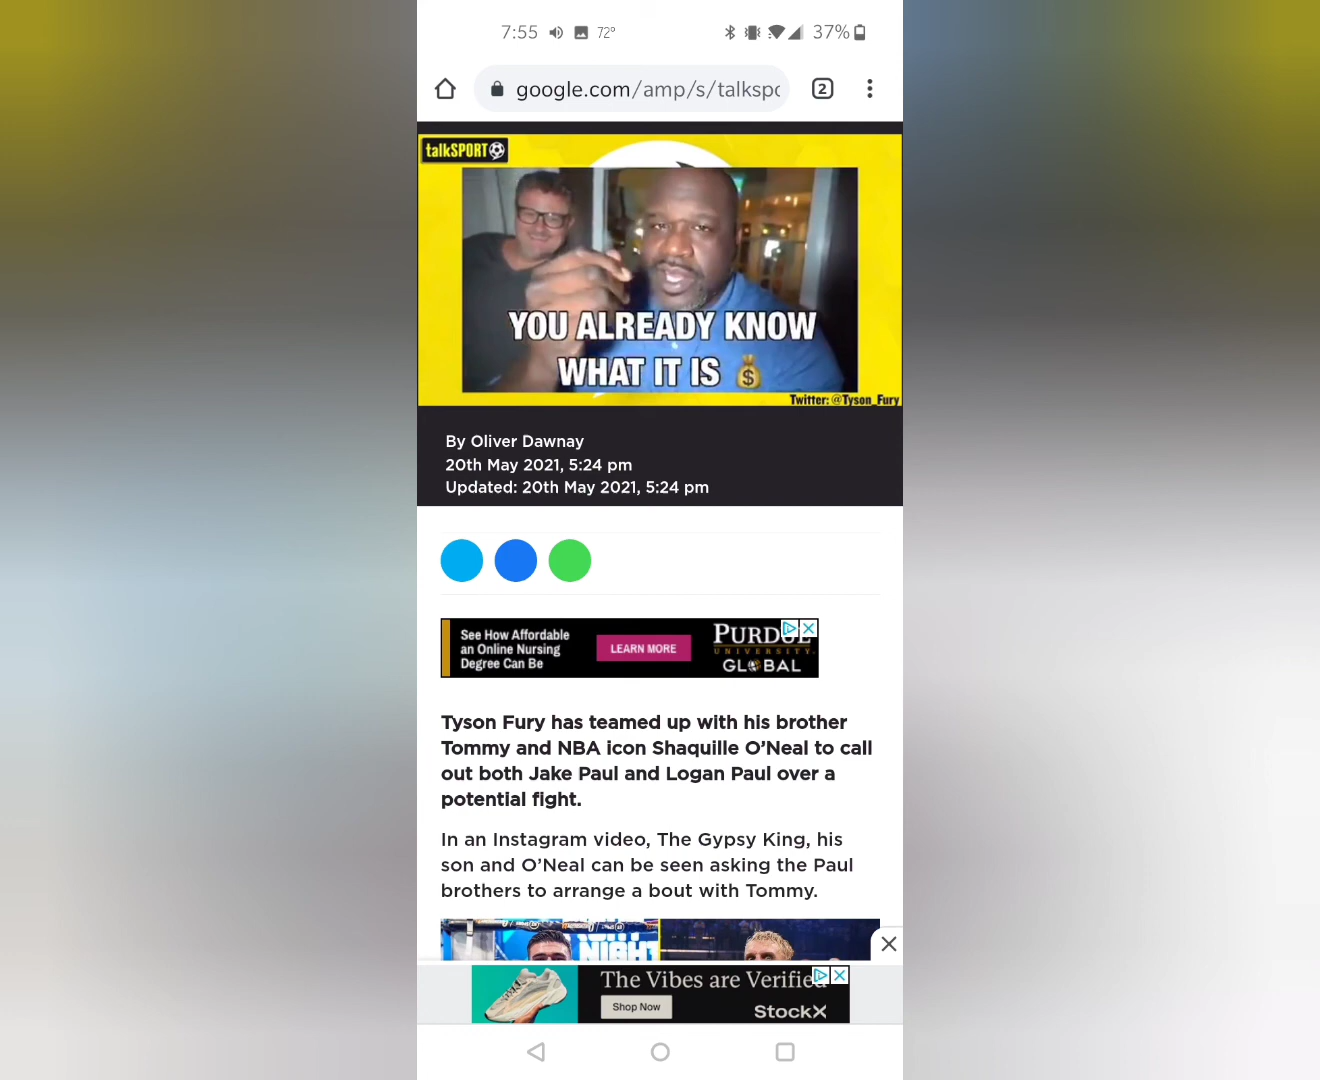 7:55 72° 37%
google.com/amp/s/talkspo
2
talkSPORT
YOU ALREADY KNOW
WHAT IT IS
Twitter: @Tyson_Fury
By Oliver Dawnay
20th May 2021, 5:24 pm
Updated: 20th May 2021, 5:24 pm
See How Affordable
an Online Nursing
Degree Can Be
LEARN MORE
PURDUE
UNIVERSITY
GLOBAL
Tyson Fury has teamed up with his brother
Tommy and NBA icon Shaquille O’Neal to call
out both Jake Paul and Logan Paul over a
potential fight.
In an Instagram video, The Gypsy King, his
son and O’Neal can be seen asking the Paul
brothers to arrange a bout with Tommy.
NIGHT
The Vibes are Verified
Shop Now
StockX